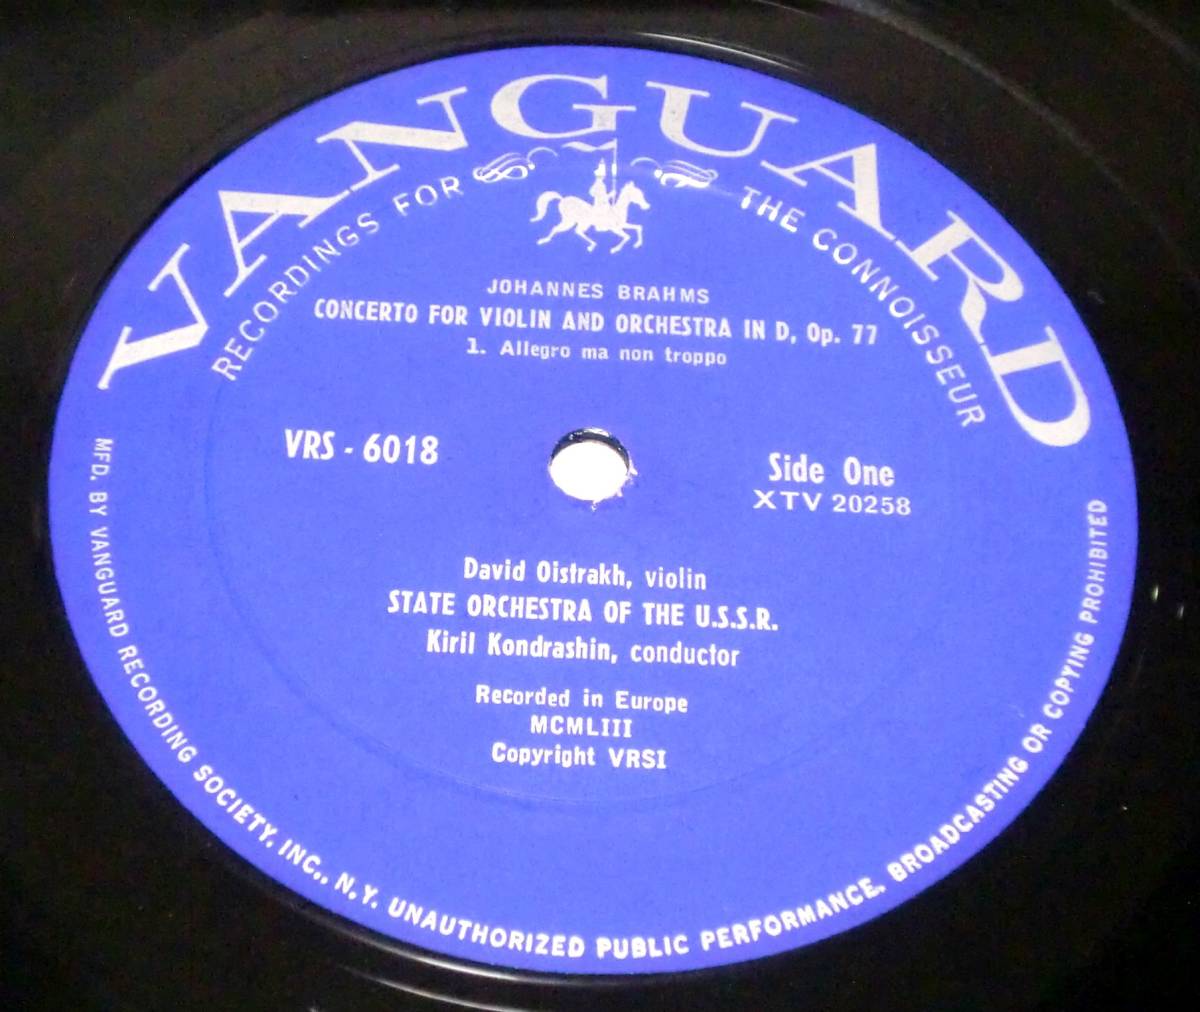 VANGUARD
RECORDINGS FOR THE CONNOISSEUR
JOHANNES BRAHMS
CONCERTO FOR VIOLIN AND ORCHESTRA IN D, Op. 77
1. Allegro ma non troppo
VRS - 6018
Side One
XTV 20258
David Oistrakh, violin
STATE ORCHESTRA OF THE U.S.S.R.
Kiril Kondrashin, conductor
Recorded in Europe
MCMLIII
Copyright VRSI
MFD. BY VANGUARD RECORDING SOCIETY, INC., N.Y. UNAUTHORIZED PUBLIC PERFORMANCE, BROADCASTING OR COPYING PROHIBITED